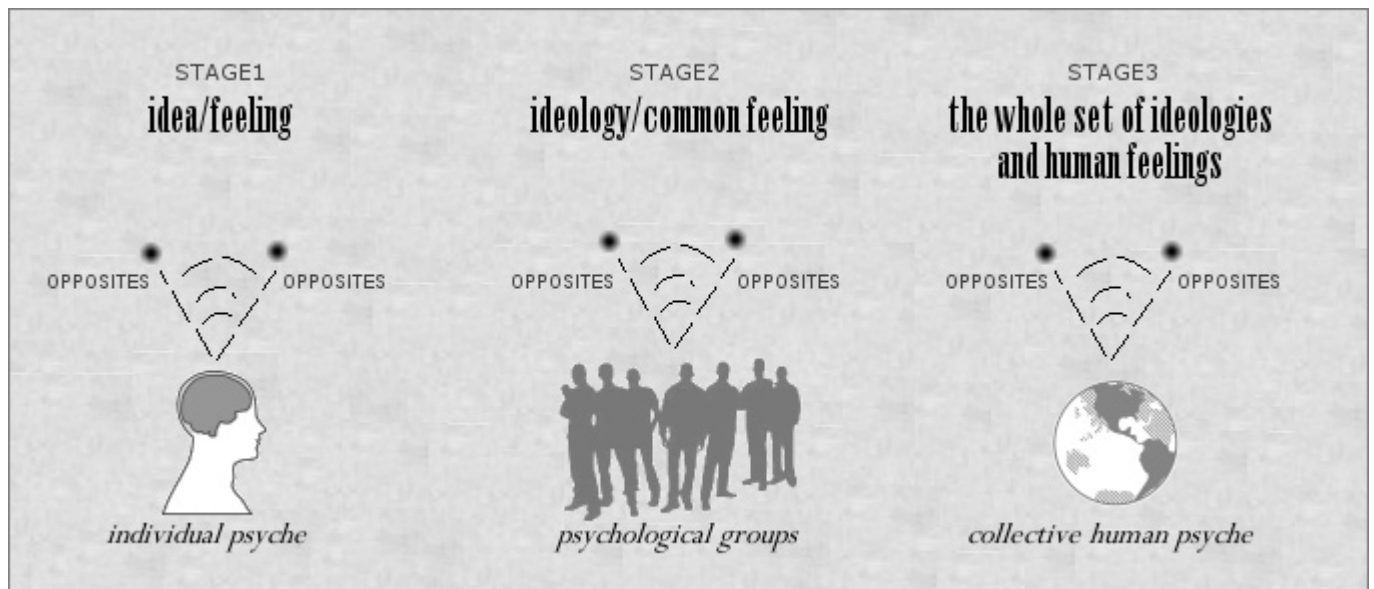 STAGE1
idea/feeling
OPPOSITES
OPPOSITES
individual psyche
STAGE2
ideology/common feeling
OPPOSITES
OPPOSITES
psychological groups
STAGE3
the whole set of ideologies
and human feelings
OPPOSITES
OPPOSITES
collective human psyche